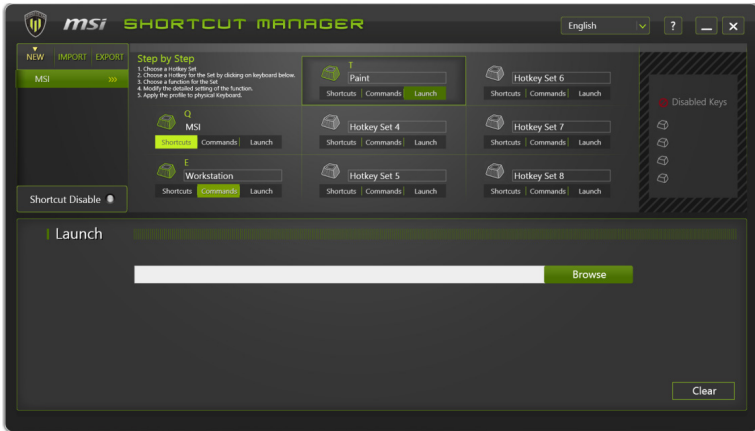 msi SHORTCUT MANAGER
English
?
NEW IMPORT EXPORT
MSI
Shortcut Disable
Step by Step
1. Choose a Hotkey Set
2. Choose a Hotkey for the Set by clicking on keyboard below.
3. Choose a function for the Set
4. Modify the detailed setting of the function.
5. Apply the profile to physical Keyboard.
T
Paint
Shortcuts Commands Launch
Hotkey Set 6
Shortcuts Commands Launch
Q
MSI
Shortcuts Commands Launch
Hotkey Set 4
Shortcuts Commands Launch
Hotkey Set 7
Shortcuts Commands Launch
E
Workstation
Shortcuts Commands Launch
Hotkey Set 5
Shortcuts Commands Launch
Hotkey Set 8
Shortcuts Commands Launch
Disabled Keys
Launch
Browse
Clear